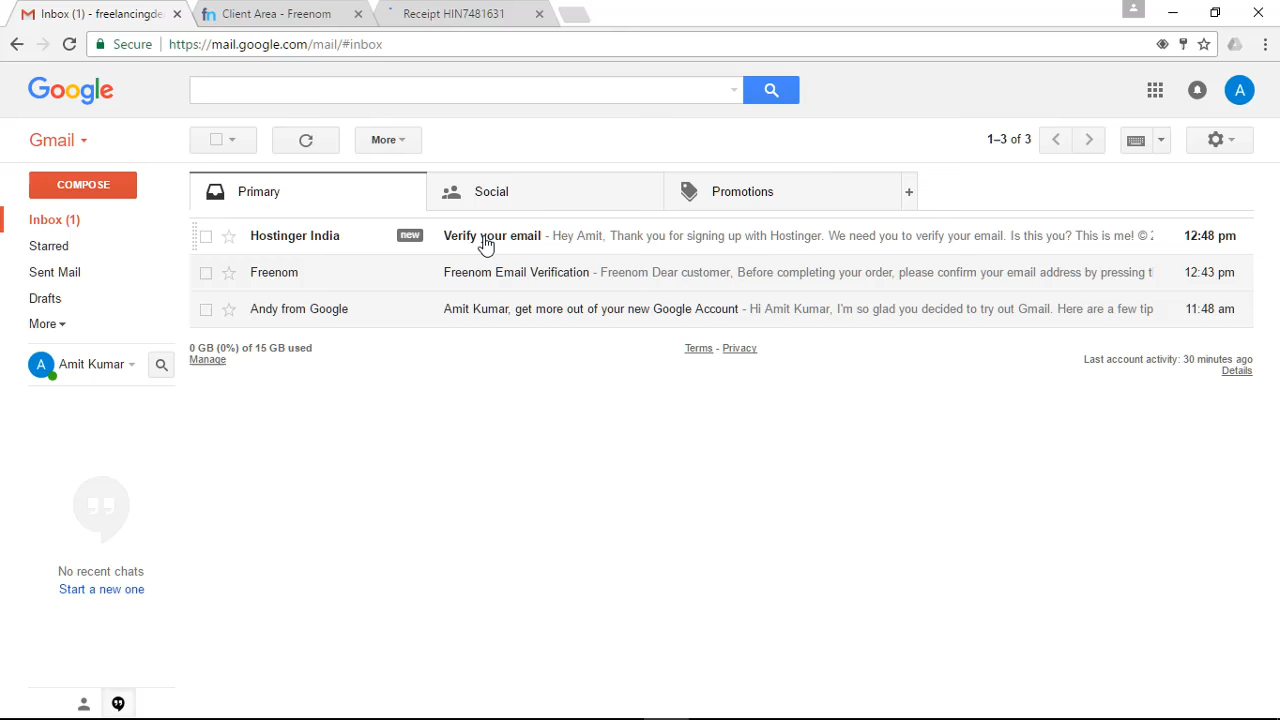 Inbox (1) - freelancingde
Client Area - Freenom
Receipt HIN7481631
Secure https://mail.google.com/mail/#inbox
Google
A
Gmail
More
1–3 of 3
COMPOSE
Primary
Social
Promotions
+
Inbox (1)
Starred
Sent Mail
Drafts
More
Hostinger India new Verify your email - Hey Amit, Thank you for signing up with Hostinger. We need you to verify your email. Is this you? This is me! © 2 12:48 pm
Freenom Freenom Email Verification - Freenom Dear customer, Before completing your order, please confirm your email address by pressing t 12:43 pm
Andy from Google Amit Kumar, get more out of your new Google Account - Hi Amit Kumar, I'm so glad you decided to try out Gmail. Here are a few tip 11:48 am
0 GB (0%) of 15 GB used
Manage
Terms - Privacy
Last account activity: 30 minutes ago
Details
A Amit Kumar
No recent chats
Start a new one